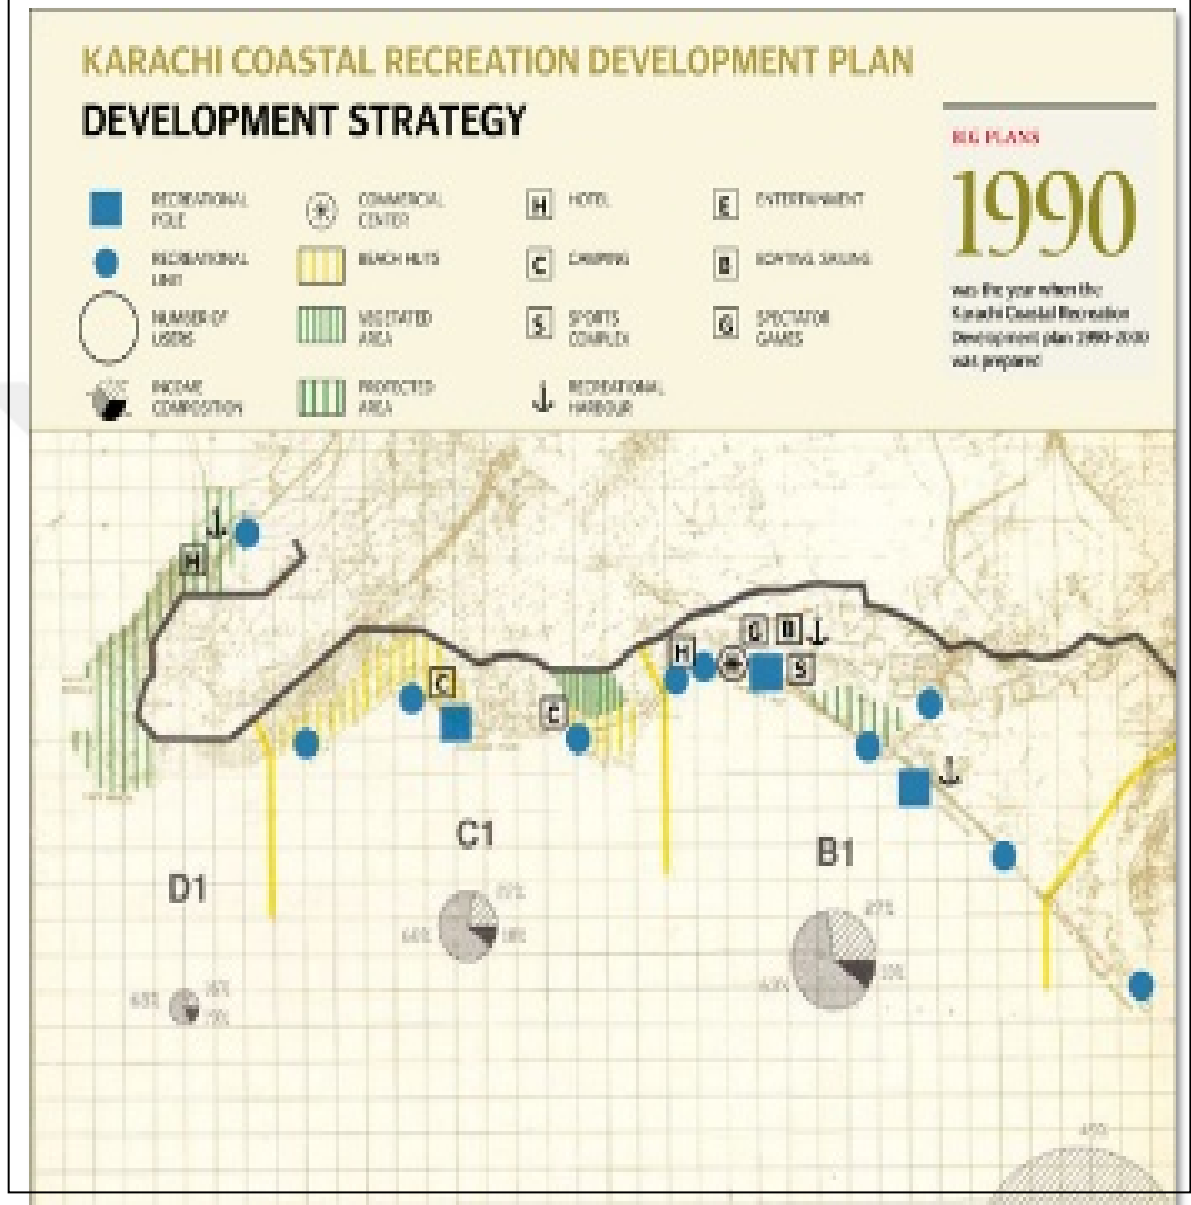 KARACHI COASTAL RECREATION DEVELOPMENT PLAN
DEVELOPMENT STRATEGY
BIG PLANS
1990
was the year when the
Karachi Coastal Recreation
Development plan 1990-2000
was prepared
RECREATIONAL
POLE
RECREATIONAL
UNIT
NUMBER OF
USERS
INCOME
COMPOSITION
COMMERCIAL
CENTER
BEACH HUTS
VEGETATED
AREA
PROTECTED
AREA
H HOTEL
C CAMPING
S SPORTS
COMPLEX
RECREATIONAL
HARBOUR
E ENTERTAINMENT
B BOATING SAILING
G SPECTATOR
GAMES
H
C
C
H
G B
S
D1
C1
B1